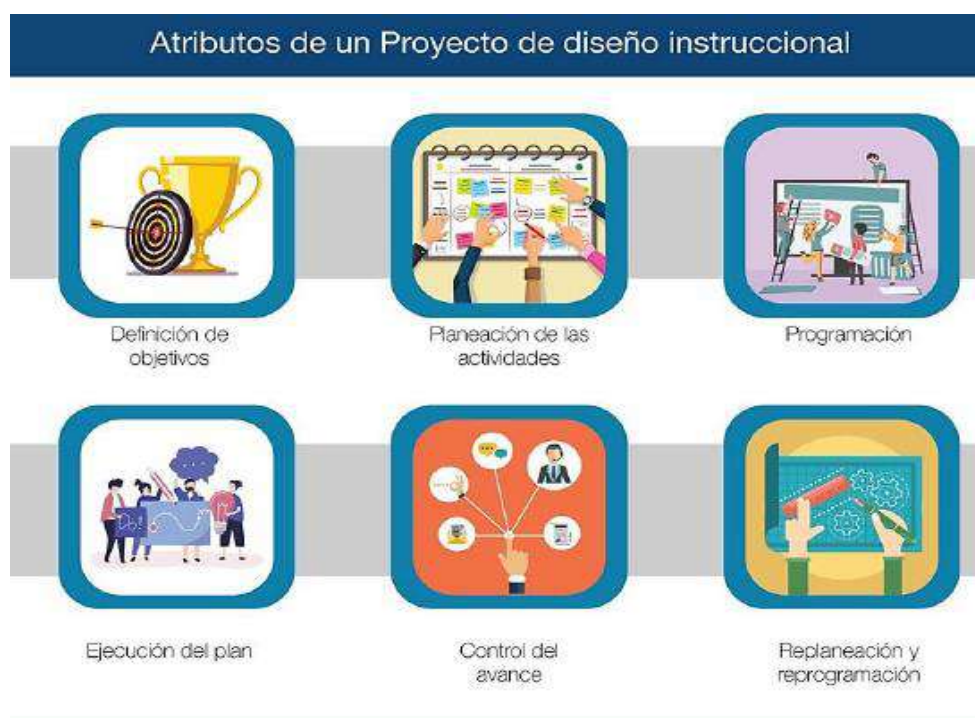 Atributos de un Proyecto de diseño instruccional
Definición de
objetivos
Planeación de las
actividades
Programación
Ejecución del plan
Control del
avance
Replaneación y
reprogramación